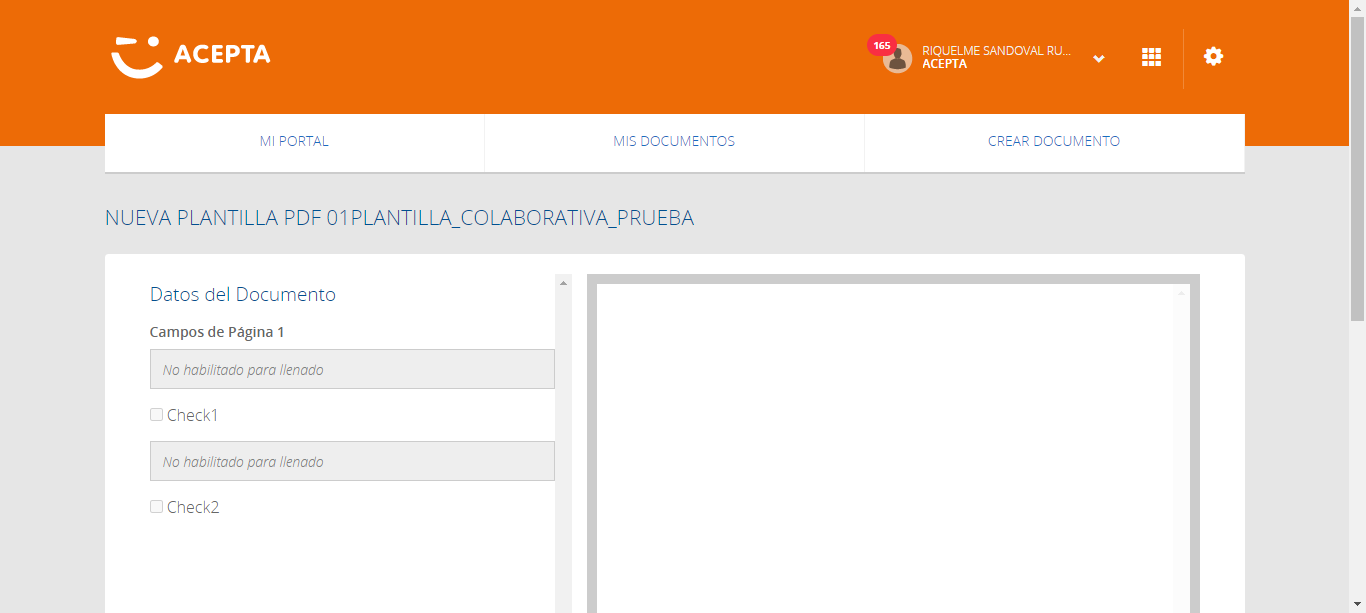 ACEPTA
165
RIQUELME SANDOVAL RU...
ACEPTA
MI PORTAL
MIS DOCUMENTOS
CREAR DOCUMENTO
NUEVA PLANTILLA PDF 01PLANTILLA_COLABORATIVA_PRUEBA
Datos del Documento
Campos de Página 1
No habilitado para llenado
Check1
No habilitado para llenado
Check2